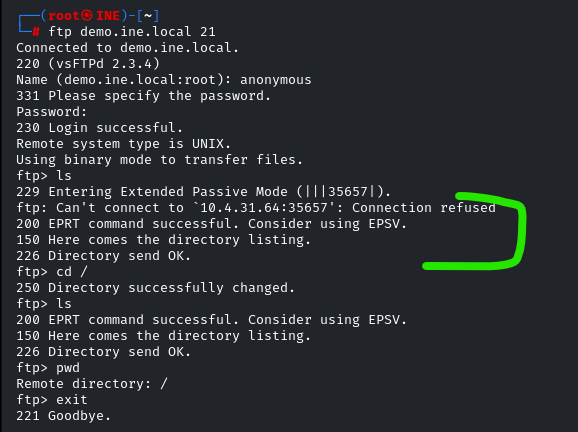 ┌──(root㉿INE)-[~]
└─# ftp demo.ine.local 21
Connected to demo.ine.local.
220 (vsFTPd 2.3.4)
Name (demo.ine.local:root): anonymous
331 Please specify the password.
Password:
230 Login successful.
Remote system type is UNIX.
Using binary mode to transfer files.
ftp> ls
229 Entering Extended Passive Mode (|||35657|).
ftp: Can't connect to `10.4.31.64:35657': Connection refused
200 EPRT command successful. Consider using EPSV.
150 Here comes the directory listing.
226 Directory send OK.
ftp> cd /
250 Directory successfully changed.
ftp> ls
200 EPRT command successful. Consider using EPSV.
150 Here comes the directory listing.
226 Directory send OK.
ftp> pwd
Remote directory: /
ftp> exit
221 Goodbye.